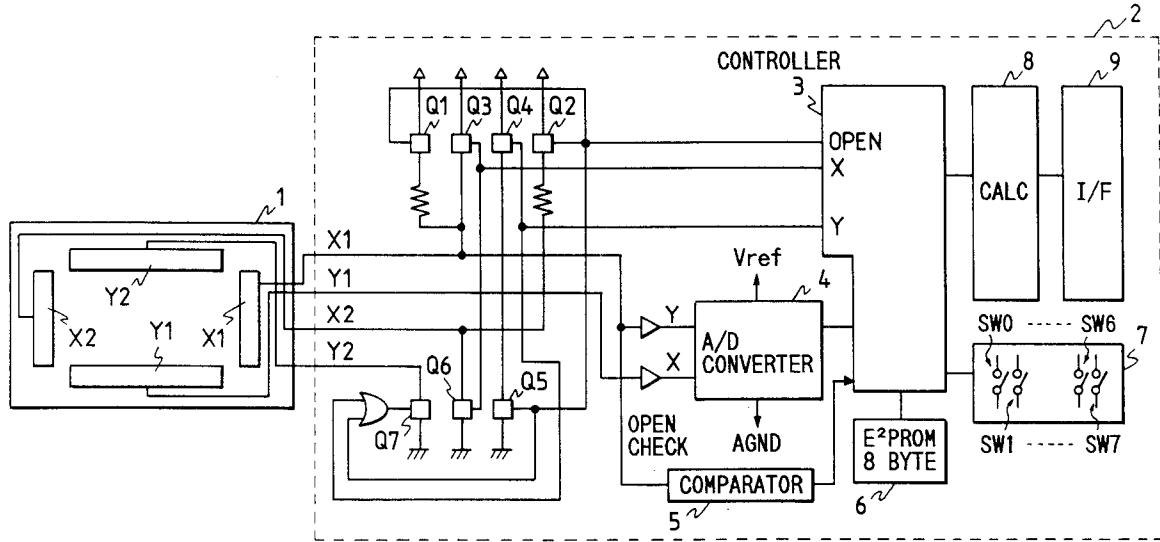 2
CONTROLLER
8
9
3
Q1
Q3
Q4
Q2
OPEN
X
Y
CALC
I/F
1
X1
Y1
X2
Y2
Y2
X2
Y1
X1
Vref
4
Y
X
A/D
CONVERTER
AGND
Q6
Q5
Q7
OPEN
CHECK
COMPARATOR
5
E²PROM
8 BYTE
6
SW0 ----- SW6
7
SW1 ----- SW7